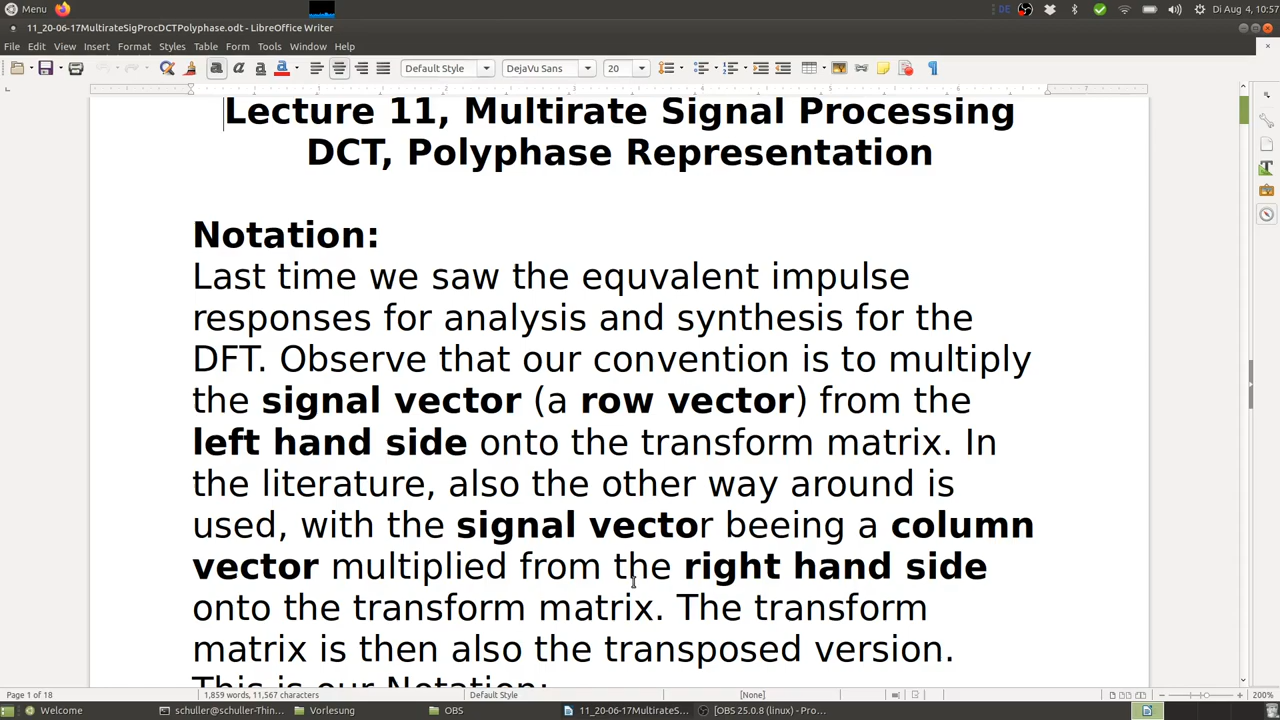 Menu
DE
Di Aug 4, 10:57
11_20-06-17MultirateSigProcDCTPolyphase.odt - LibreOffice Writer
File Edit View Insert Format Styles Table Form Tools Window Help
Default Style DejaVu Sans 20
Lecture 11, Multirate Signal Processing
DCT, Polyphase Representation
Notation:
Last time we saw the equvalent impulse
responses for analysis and synthesis for the
DFT. Observe that our convention is to multiply
the signal vector (a row vector) from the
left hand side onto the transform matrix. In
the literature, also the other way around is
used, with the signal vector beeing a column
vector multiplied from the right hand side
onto the transform matrix. The transform
matrix is then also the transposed version.
This is our Notation:
Page 1 of 18 1,859 words, 11,567 characters Default Style [None] 200%
Welcome schuller@schuller-Thin... Vorlesung OBS 11_20-06-17MultirateS... [OBS 25.0.8 (linux) - Pro...